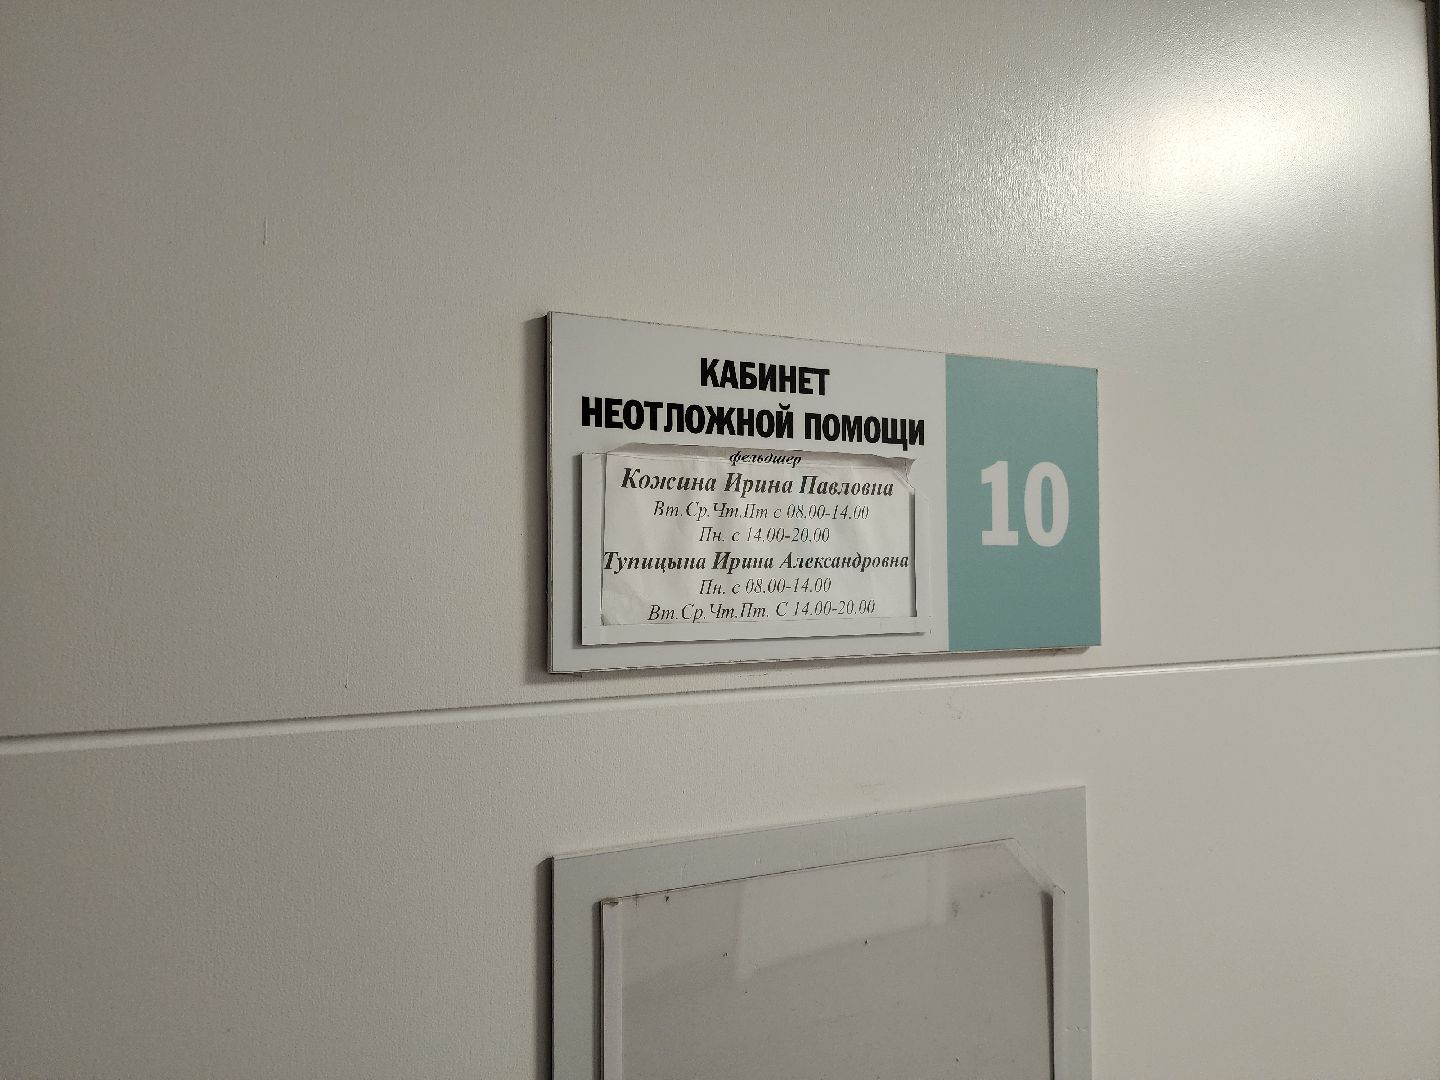 КАБИНЕТ
НЕОТЛОЖНОЙ ПОМОЩИ
фельдшер
Кожина Ирина Павловна
Вт.Ср.Чт.Пт с 08.00-14.00
Пн. с 14.00-20.00
Тупицына Ирина Александровна
Пн. с 08.00-14.00
Вт.Ср.Чт.Пт. С 14.00-20.00
10